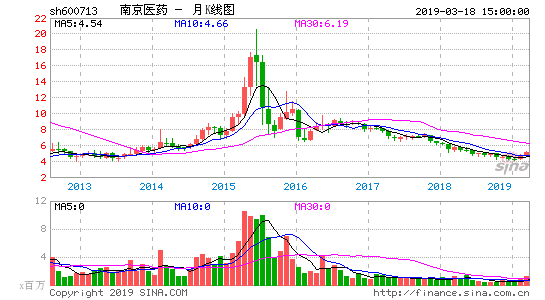 sh600713 南京医药 － 月K线图 2019-03-18 15:00:00
MA5:4.54 MA10:4.66 MA30:6.19
22
20
18
16
14
12
10
8
6
4
2
sina
2013 2014 2015 2016 2017 2018 2019
MA5:0 MA10:0 MA30:0
12
8
4
x百万
Copyright 2019 SINA.COM http://finance.sina.com.cn